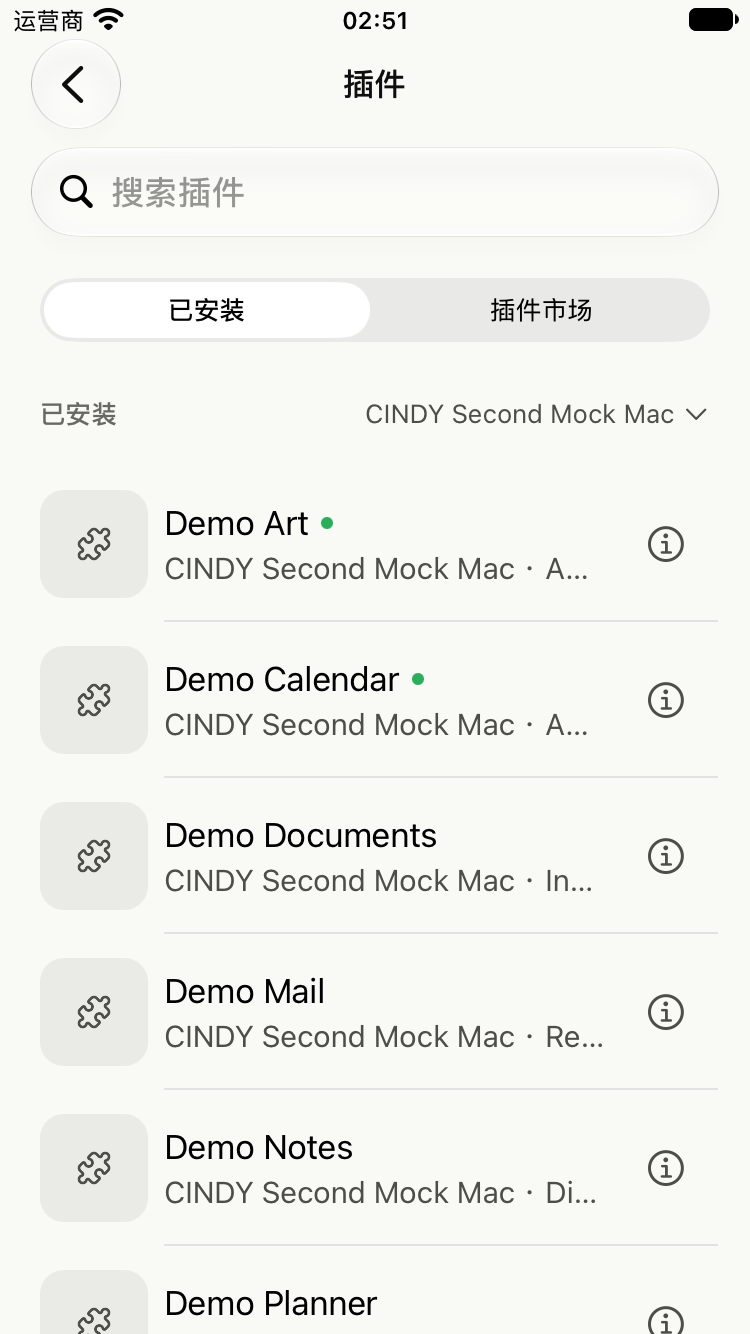 运营商
02:51
插件
搜索插件
已安装
插件市场
已安装
CINDY Second Mock Mac
Demo Art
CINDY Second Mock Mac · A...
Demo Calendar
CINDY Second Mock Mac · A...
Demo Documents
CINDY Second Mock Mac · In...
Demo Mail
CINDY Second Mock Mac · Re...
Demo Notes
CINDY Second Mock Mac · Di...
Demo Planner